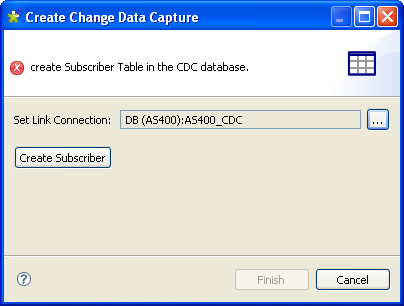 Create Change Data Capture
create Subscriber Table in the CDC database.
Set Link Connection: DB (AS400):AS400_CDC ...
Create Subscriber
? Finish Cancel